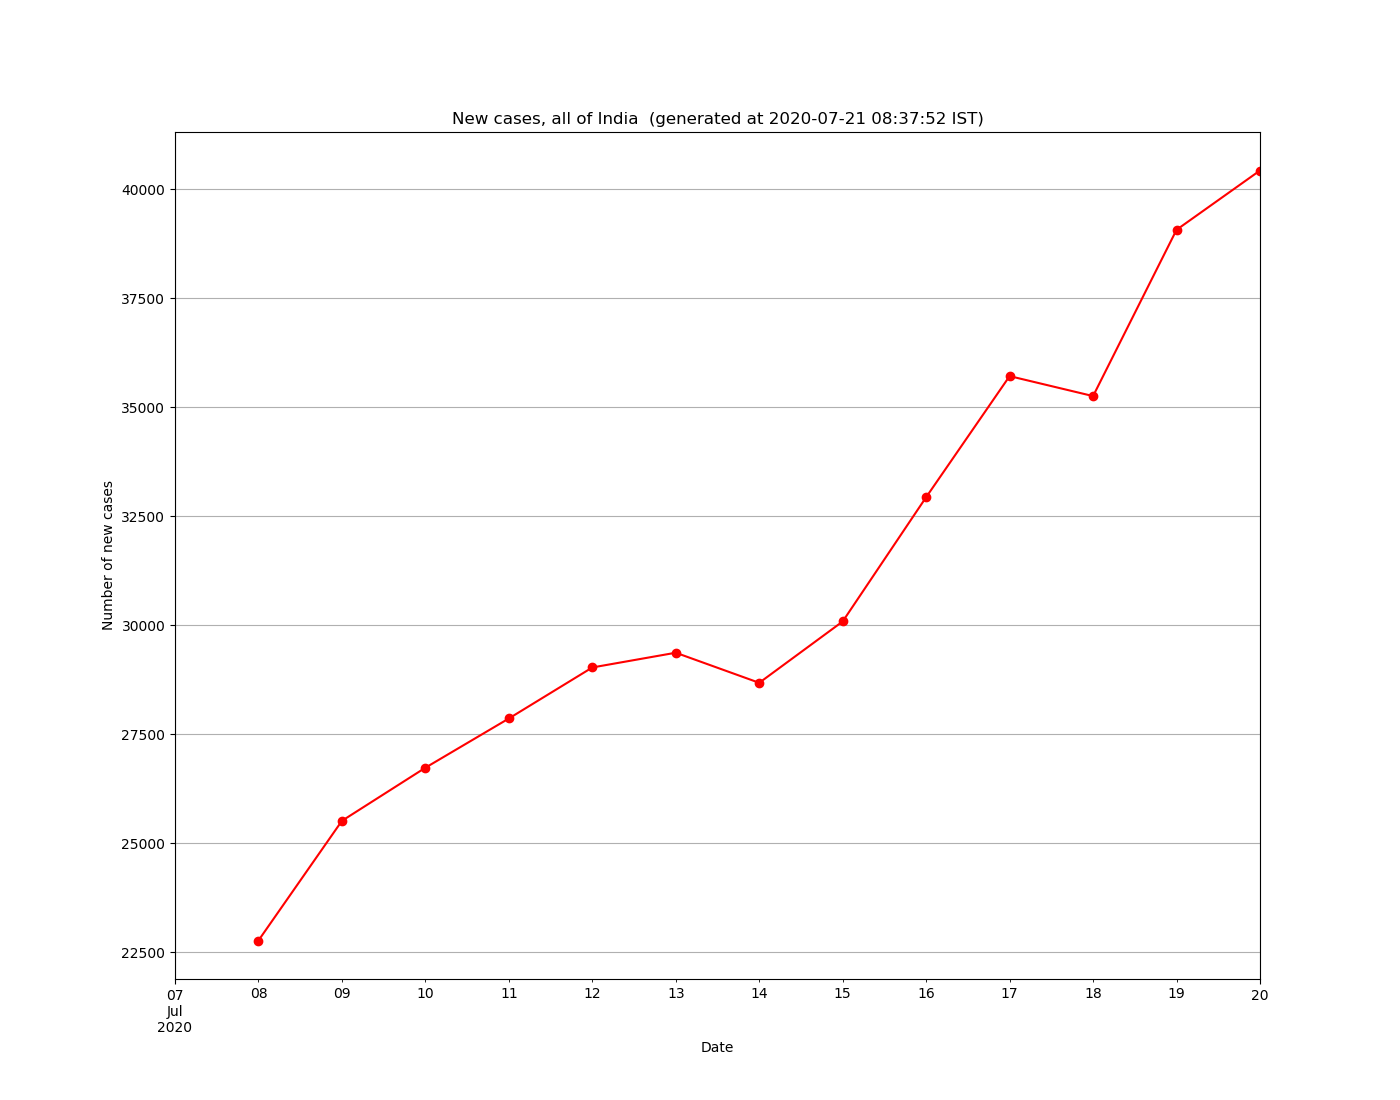 New cases, all of India  (generated at 2020-07-21 08:37:52 IST)
40000
37500
35000
32500
30000
27500
25000
22500
Number of new cases
07 08 09 10 11 12 13 14 15 16 17 18 19 20
Jul
2020
Date